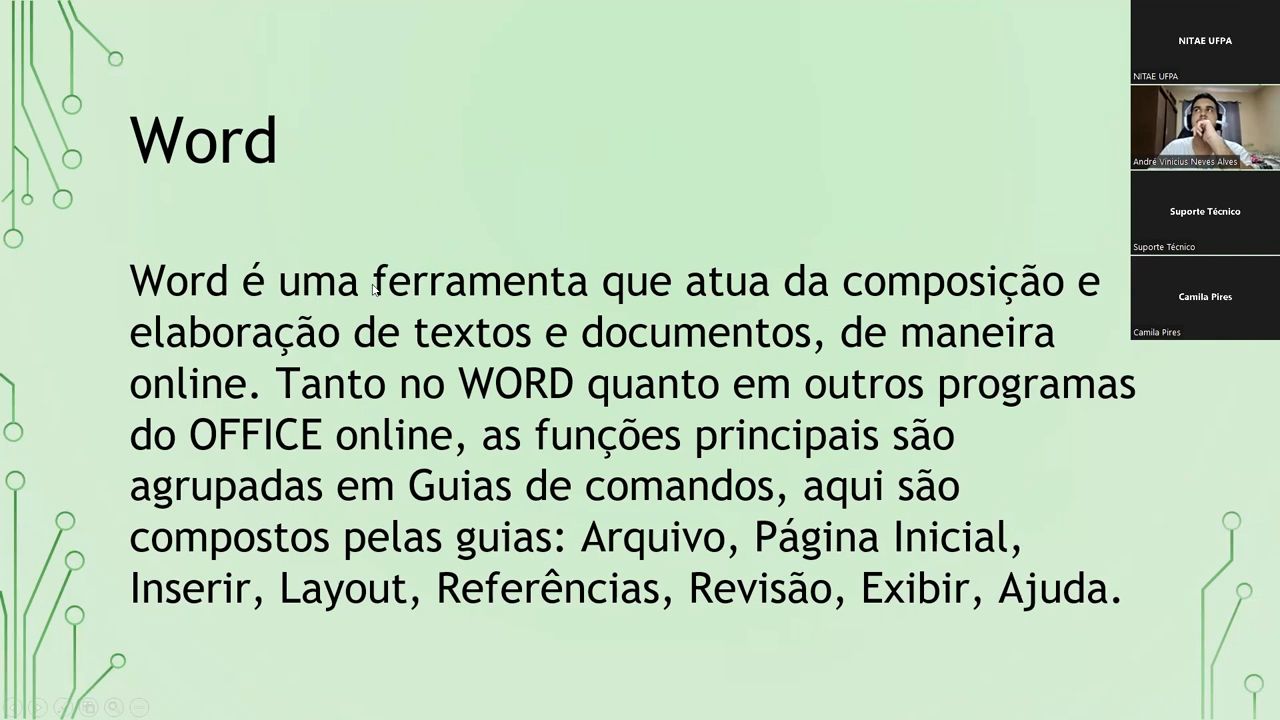 Word
Word é uma ferramenta que atua da composição e
elaboração de textos e documentos, de maneira
online. Tanto no WORD quanto em outros programas
do OFFICE online, as funções principais são
agrupadas em Guias de comandos, aqui são
compostos pelas guias: Arquivo, Página Inicial,
Inserir, Layout, Referências, Revisão, Exibir, Ajuda.
NITAE UFPA
NITAE UFPA
André Vinicius Neves Alves
Suporte Técnico
Suporte Técnico
Camila Pires
Camila Pires